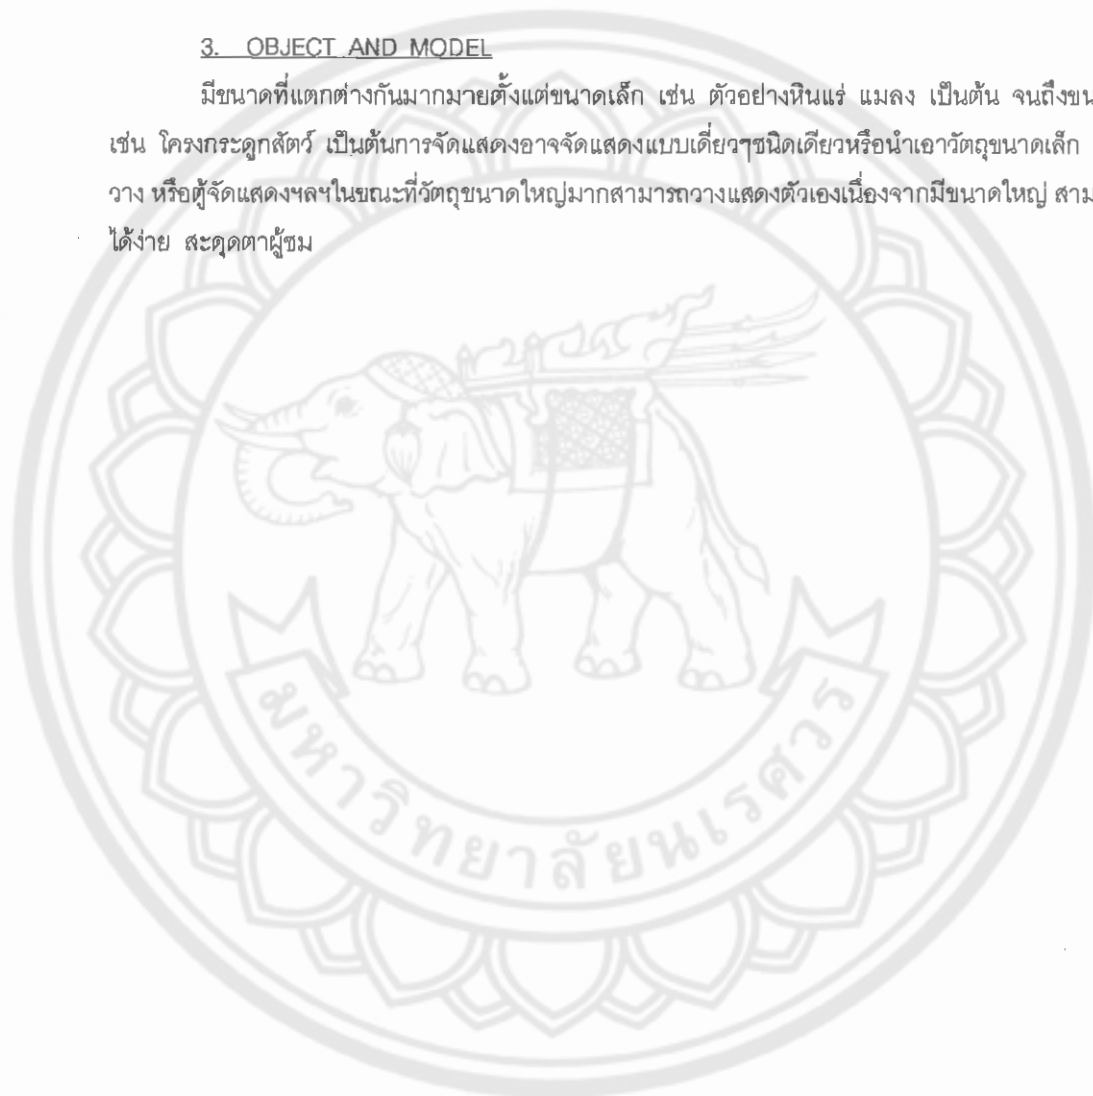 3. OBJECT AND MODEL
มีขนาดที่แตกต่างกันมากมายตั้งแต่ขนาดเล็ก เช่น ตัวอย่างหินแร่ แมลง เป็นต้น จนถึงขน
เช่น โครงกระดูกสัตว์ เป็นต้นการจัดแสดงอาจจัดแสดงแบบเดี่ยวๆชนิดเดียวหรือนำเอาวัตถุขนาดเล็ก
วาง หรือตู้จัดแสดงฯลฯในขณะที่วัตถุขนาดใหญ่มากสามารถวางแสดงตัวเองเนื่องจากมีขนาดใหญ่ สาม
ได้ง่าย สะดุดตาผู้ชม
มหาวิทยาลัยนเรศวร